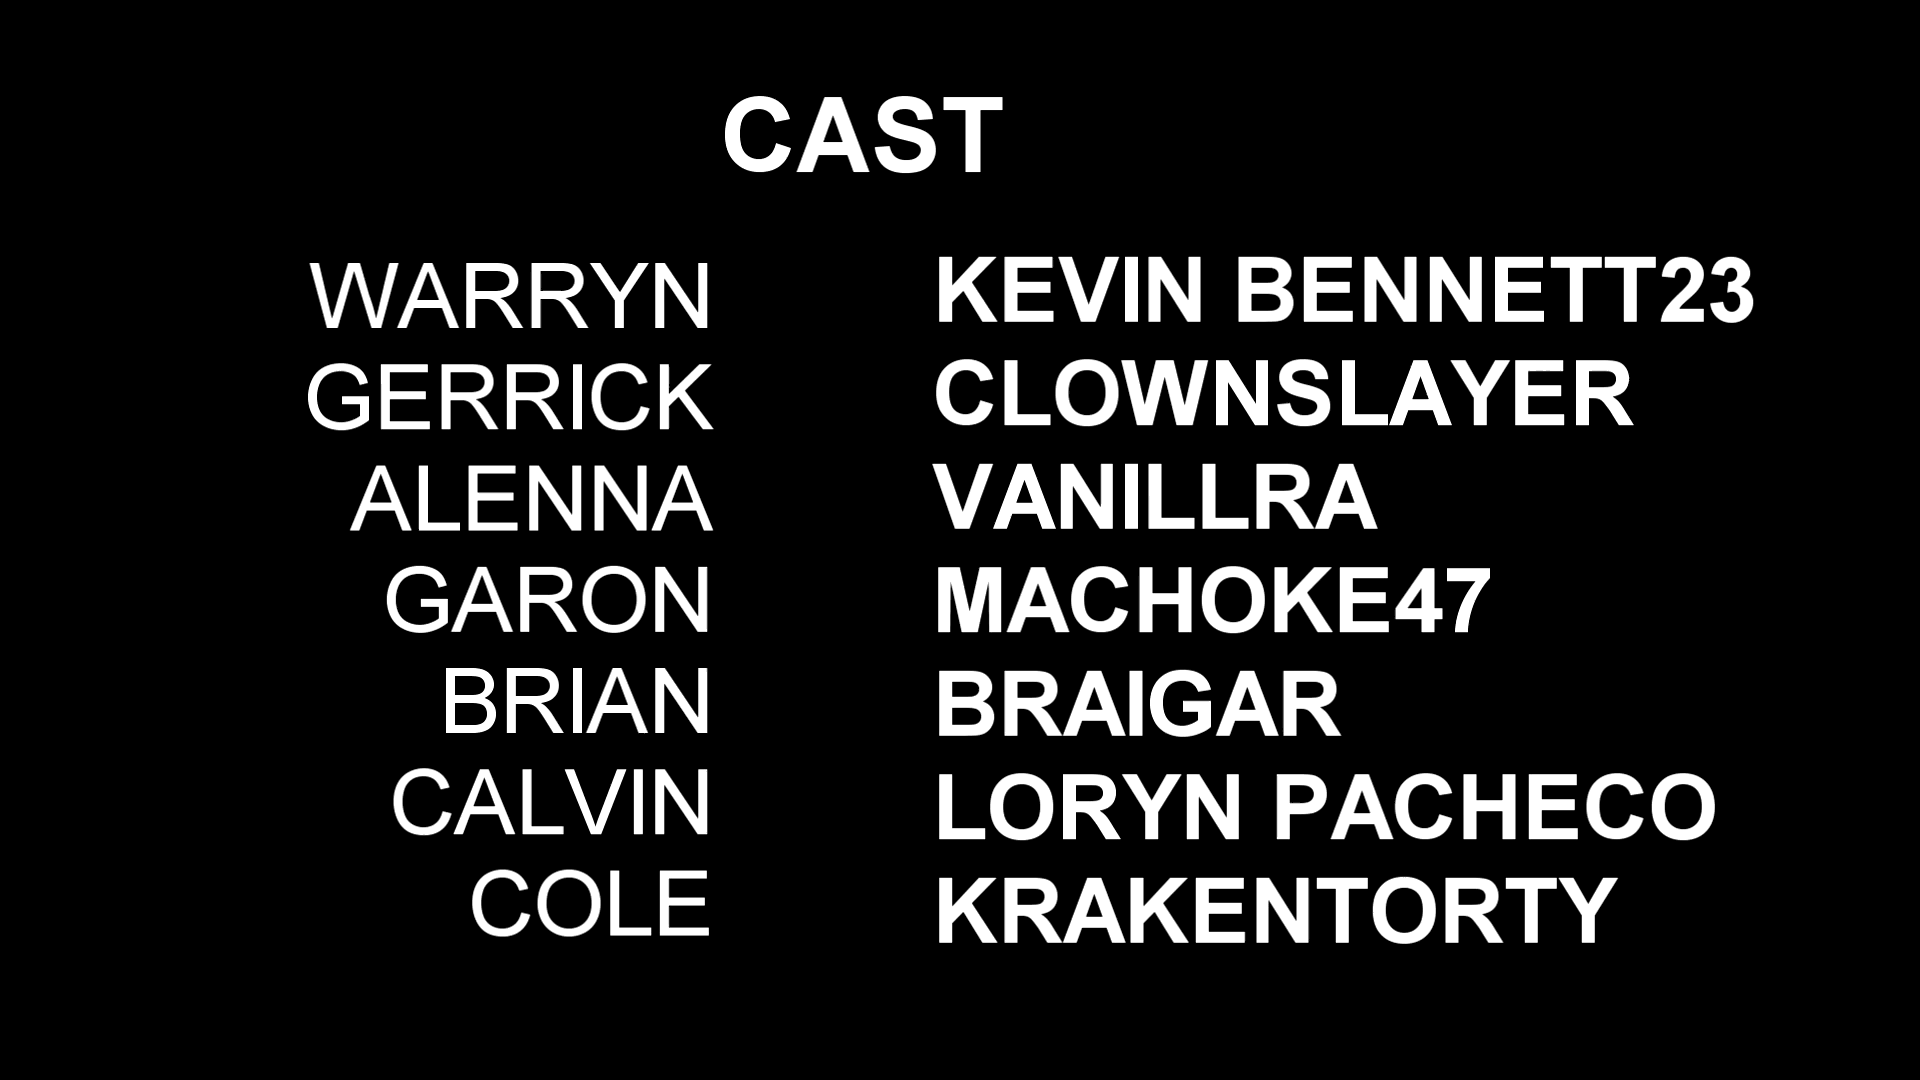 CAST
WARRYN KEVIN BENNETT23
GERRICK CLOWNSLAYER
ALENNA VANILLRA
GARON MACHOKE47
BRIAN BRAIGAR
CALVIN LORYN PACHECO
COLE KRAKENTORTY